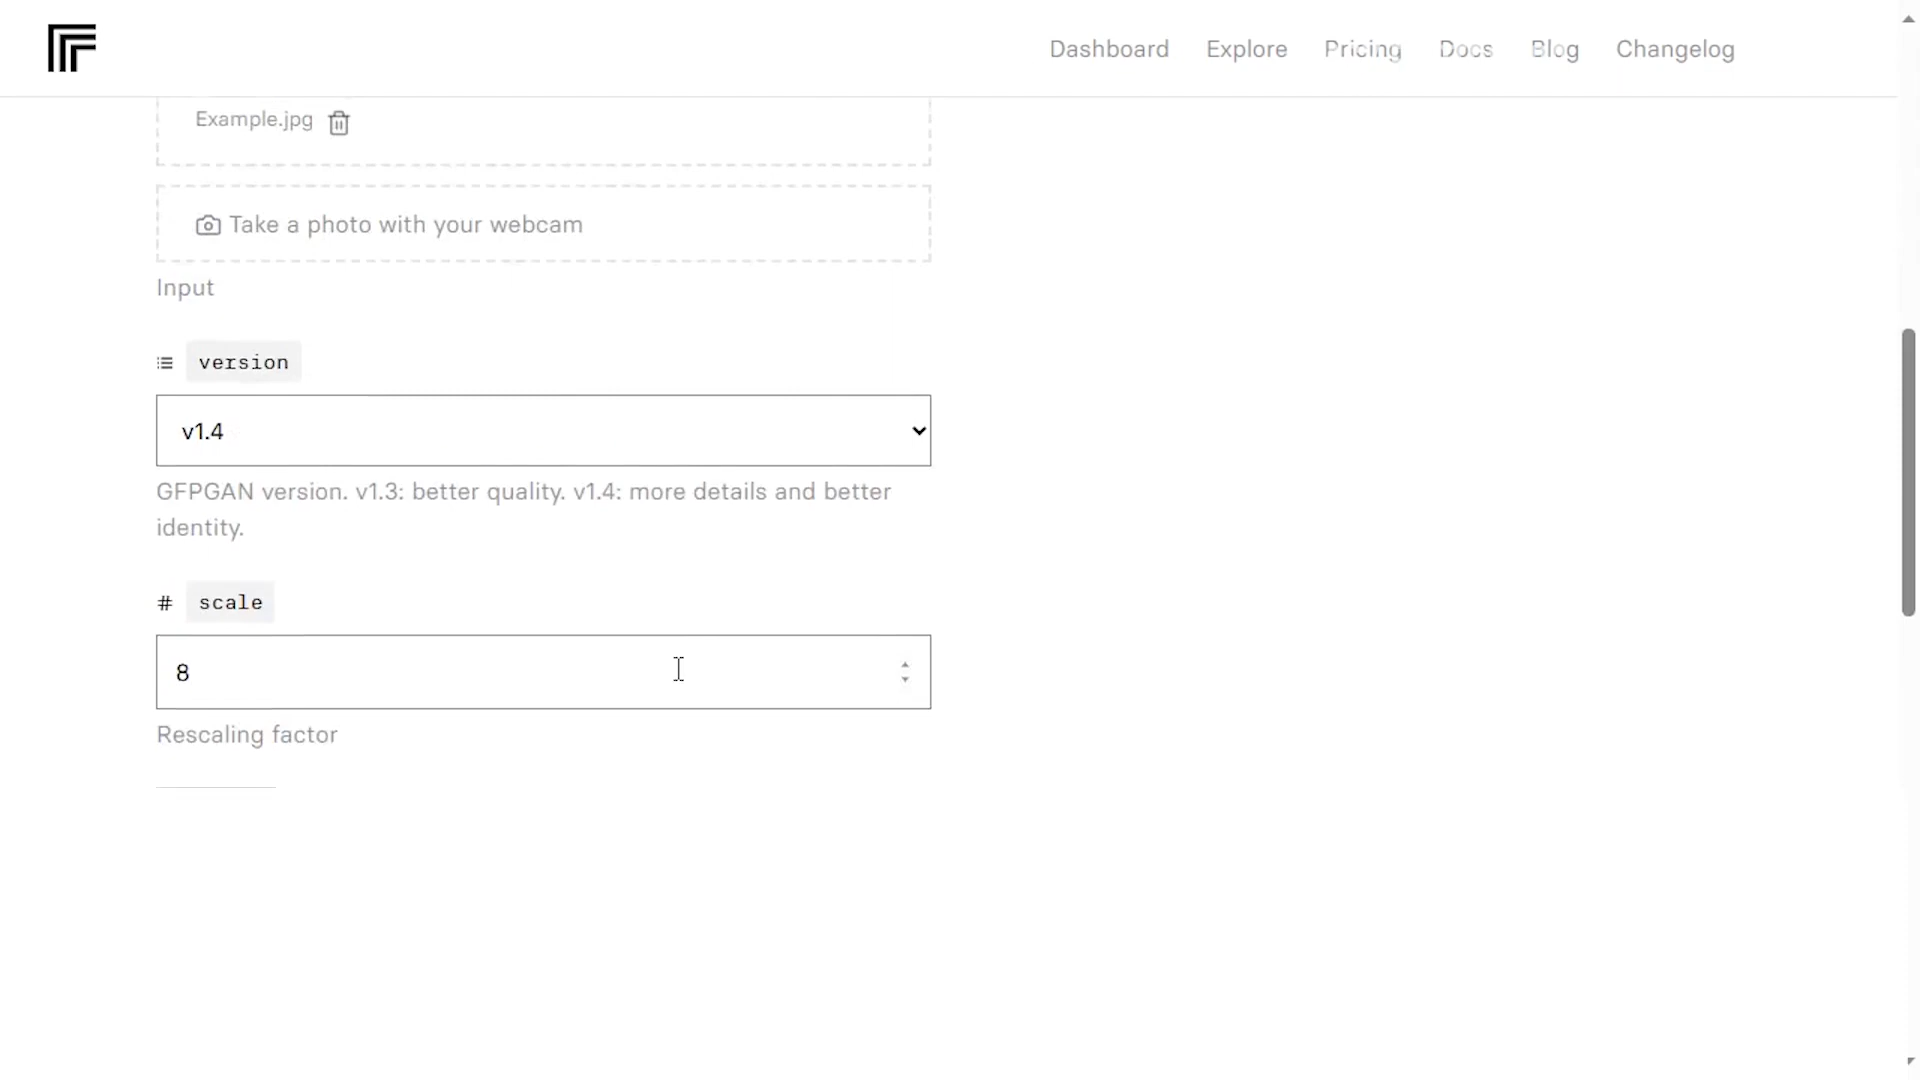 Dashboard Explore Pricing Docs Blog Changelog
Example.jpg
Take a photo with your webcam
Input
version
v1.4
GFPGAN version. v1.3: better quality. v1.4: more details and better
identity.
# scale
8
Rescaling factor